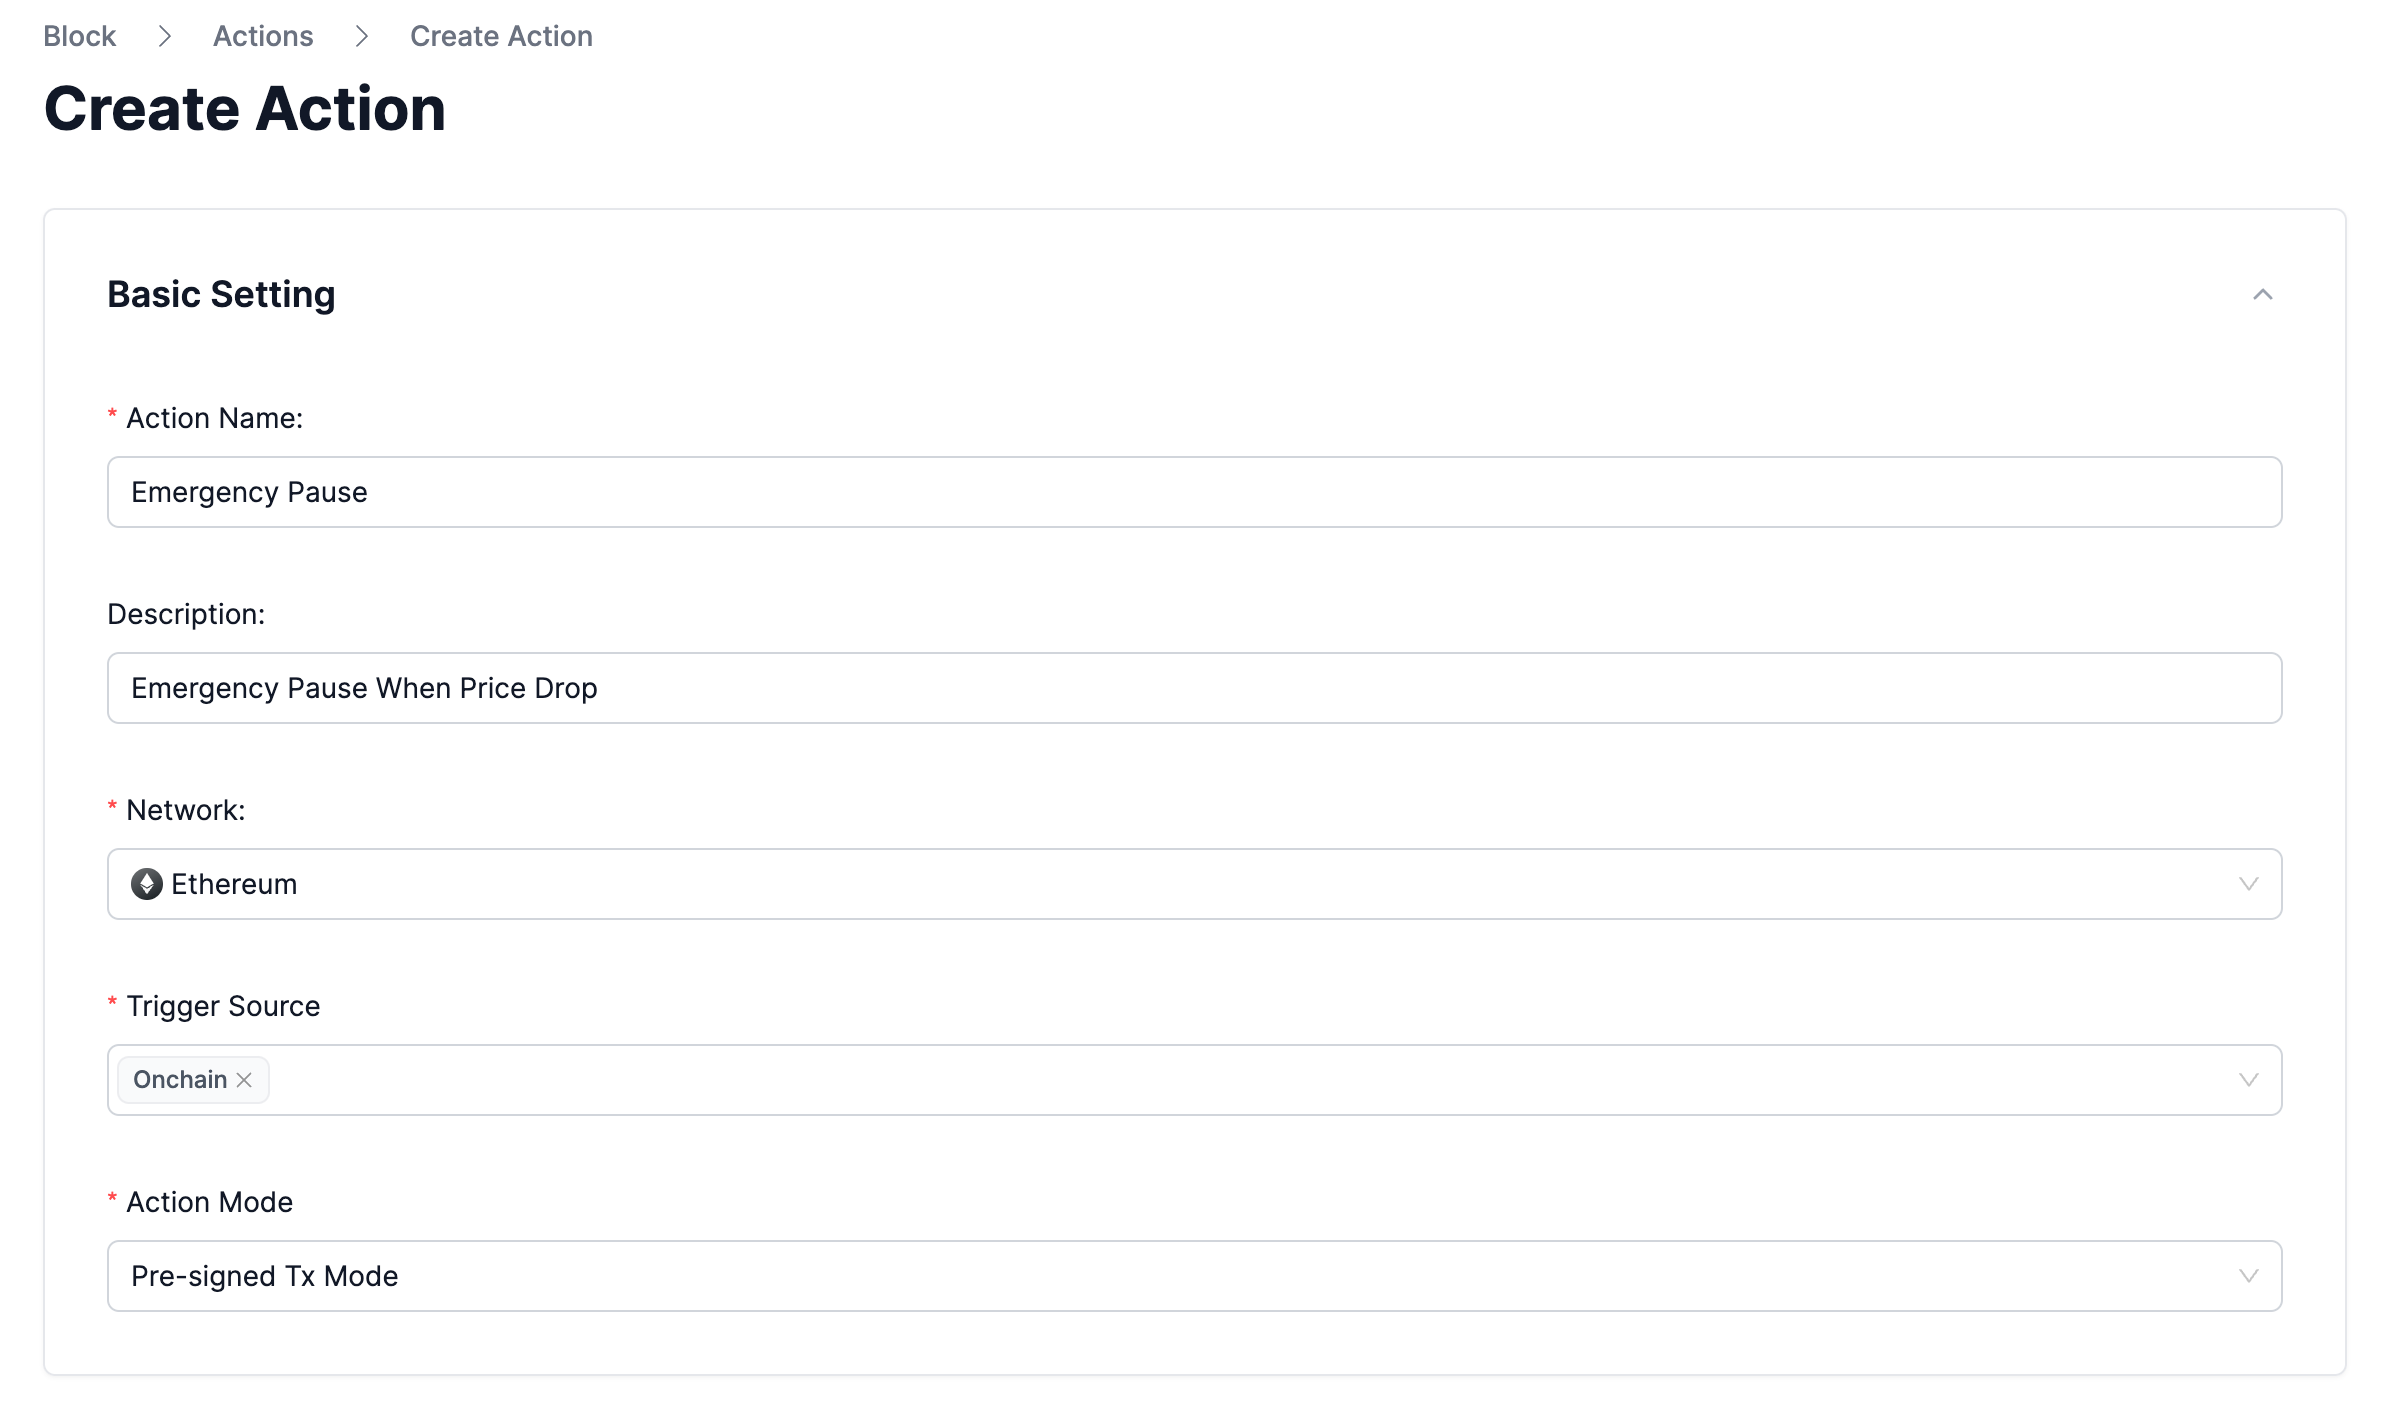 Block > Actions > Create Action
Create Action
Basic Setting
* Action Name:
Emergency Pause
Description:
Emergency Pause When Price Drop
* Network:
Ethereum
* Trigger Source
Onchain
* Action Mode
Pre-signed Tx Mode